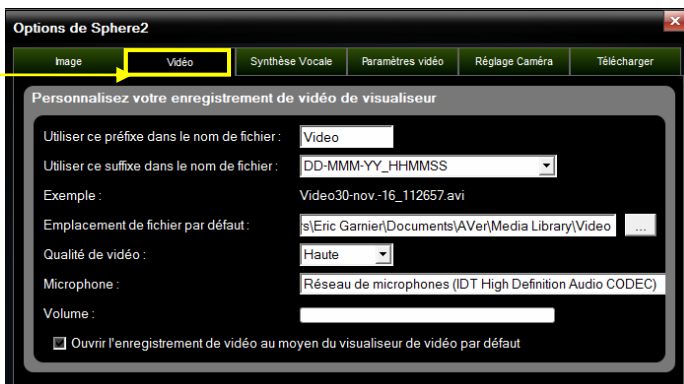 Options de Sphere2
Image Vidéo Synthèse Vocale Paramètres vidéo Réglage Caméra Télécharger
Personnalisez votre enregistrement de vidéo de visualiseur
Utiliser ce préfixe dans le nom de fichier : Video
Utiliser ce suffixe dans le nom de fichier : DD-MMM-YY_HHMMSS
Exemple : Video30-nov.-16_112657.avi
Emplacement de fichier par défaut : s\Eric Garnier\Documents\AVer\Media Library\Video ...
Qualité de vidéo : Haute
Microphone : Réseau de microphones (IDT High Definition Audio CODEC)
Volume :
Ouvrir l'enregistrement de vidéo au moyen du visualiseur de vidéo par défaut